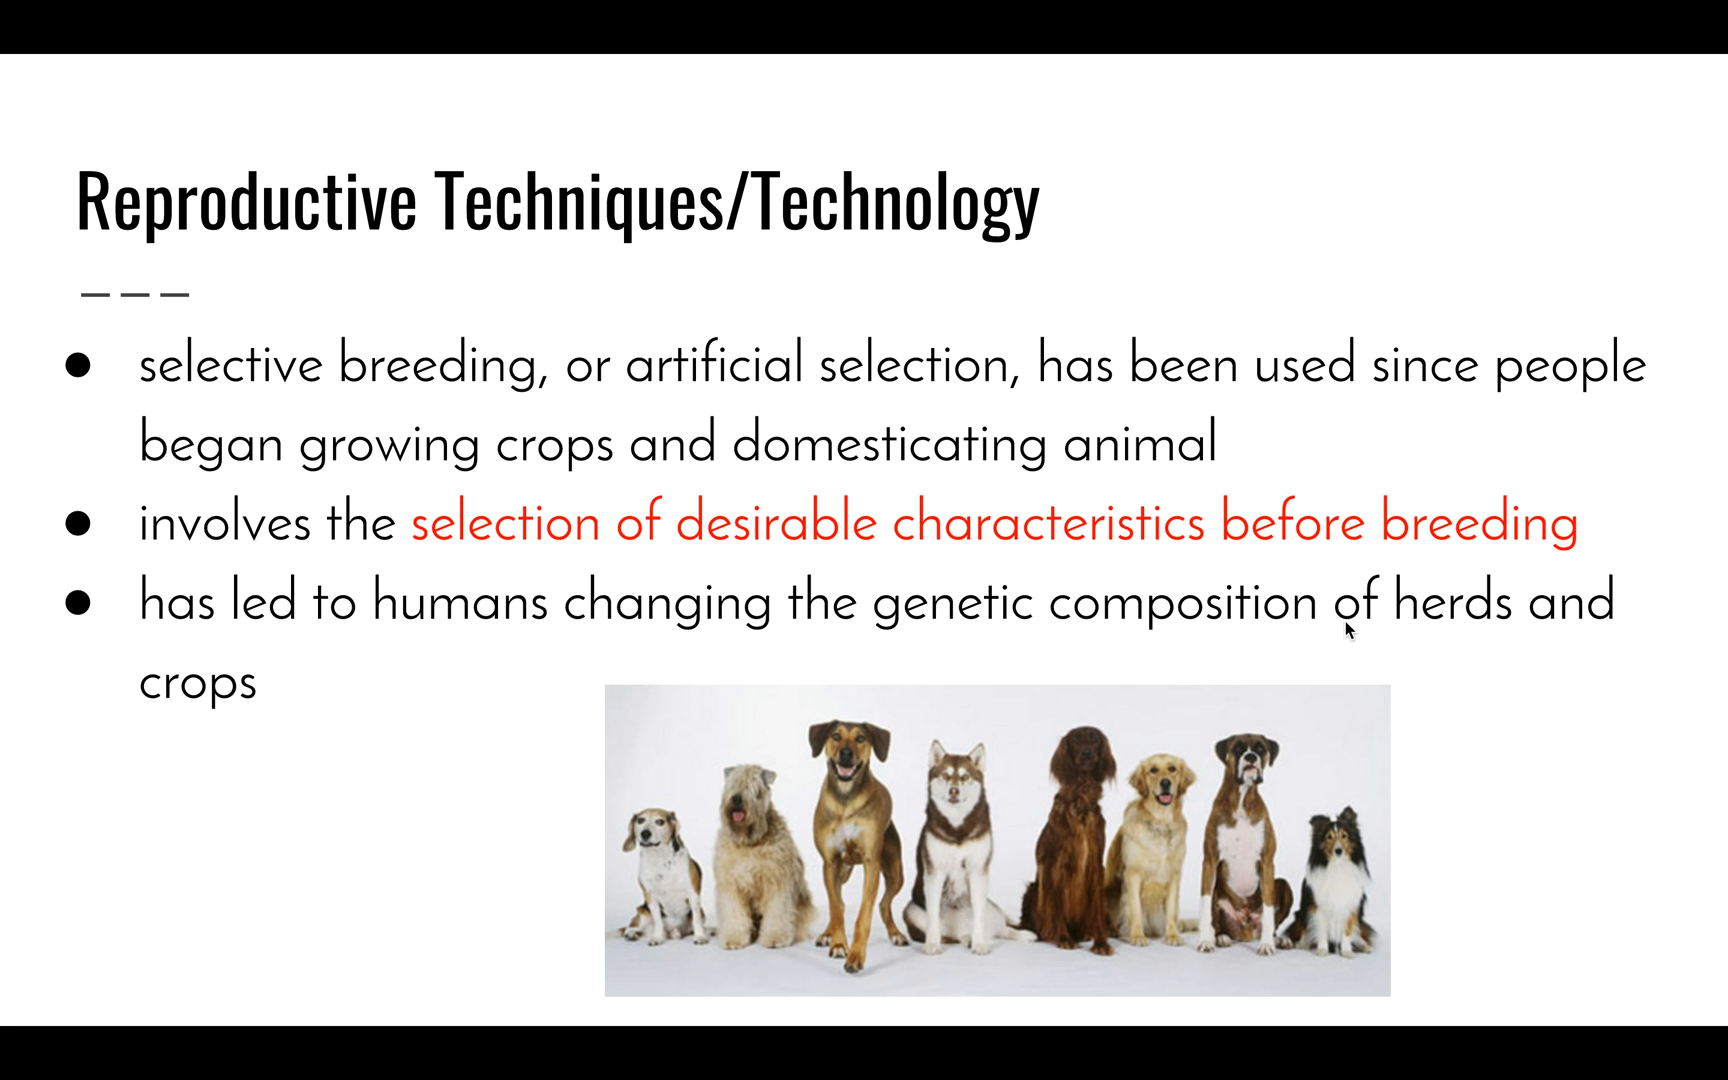 Reproductive Techniques/Technology
● selective breeding, or artificial selection, has been used since people
began growing crops and domesticating animal
● involves the selection of desirable characteristics before breeding
● has led to humans changing the genetic composition of herds and
crops